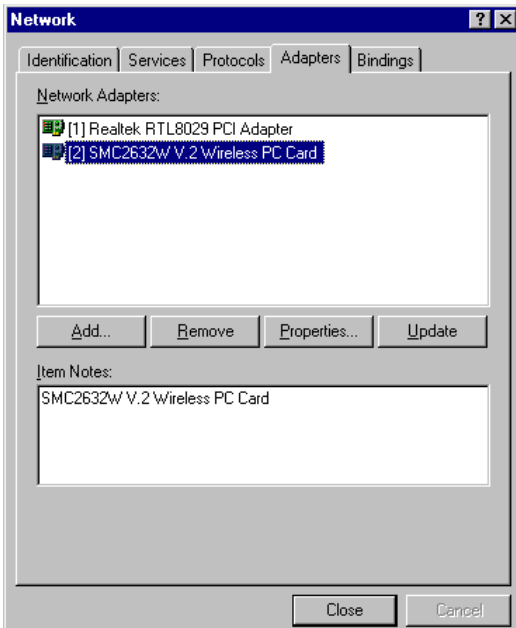 Network
Identification Services Protocols Adapters Bindings
Network Adapters:
[1] Realtek RTL8029 PCI Adapter
[2] SMC2632W V.2 Wireless PC Card
Add... Remove Properties... Update
Item Notes:
SMC2632W V.2 Wireless PC Card
Close Cancel